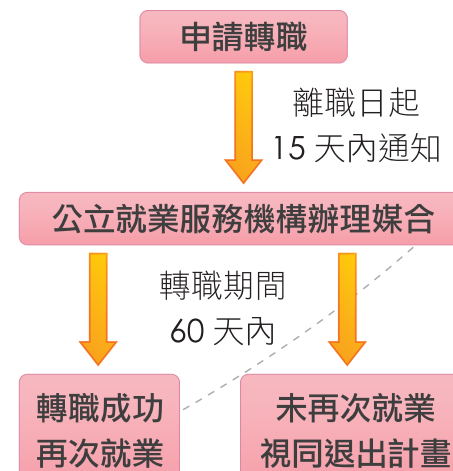 申請轉職
離職日起
15 天內通知
公立就業服務機構辦理媒合
轉職期間
60 天內
轉職成功
再次就業
未再次就業
視同退出計畫